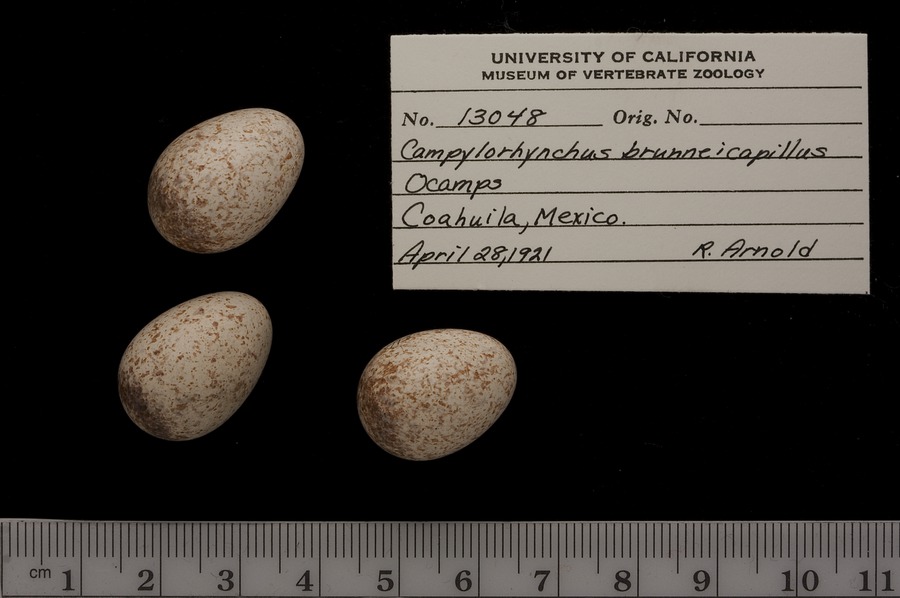 UNIVERSITY OF CALIFORNIA
MUSEUM OF VERTEBRATE ZOOLOGY
No. 13048 Orig. No.
Campylorhynchus brunneicapillus
Ocamps
Coahuila, Mexico.
April 28, 1921 R. Arnold
cm 1 2 3 4 5 6 7 8 9 10 11